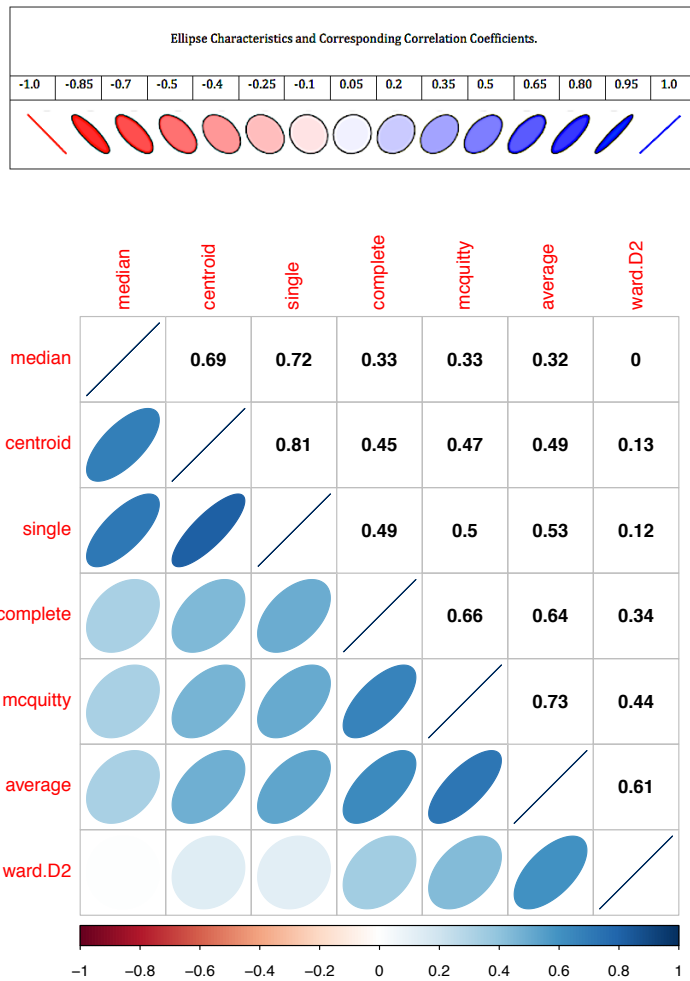 Ellipse Characteristics and Corresponding Correlation Coefficients.
-1.0 -0.85 -0.7 -0.5 -0.4 -0.25 -0.1 0.05 0.2 0.35 0.5 0.65 0.80 0.95 1.0
median centroid single complete mcquitty average ward.D2
median 0.69 0.72 0.33 0.33 0.32 0
centroid 0.81 0.45 0.47 0.49 0.13
single 0.49 0.5 0.53 0.12
complete 0.66 0.64 0.34
mcquitty 0.73 0.44
average 0.61
ward.D2
−1 −0.8 −0.6 −0.4 −0.2 0 0.2 0.4 0.6 0.8 1